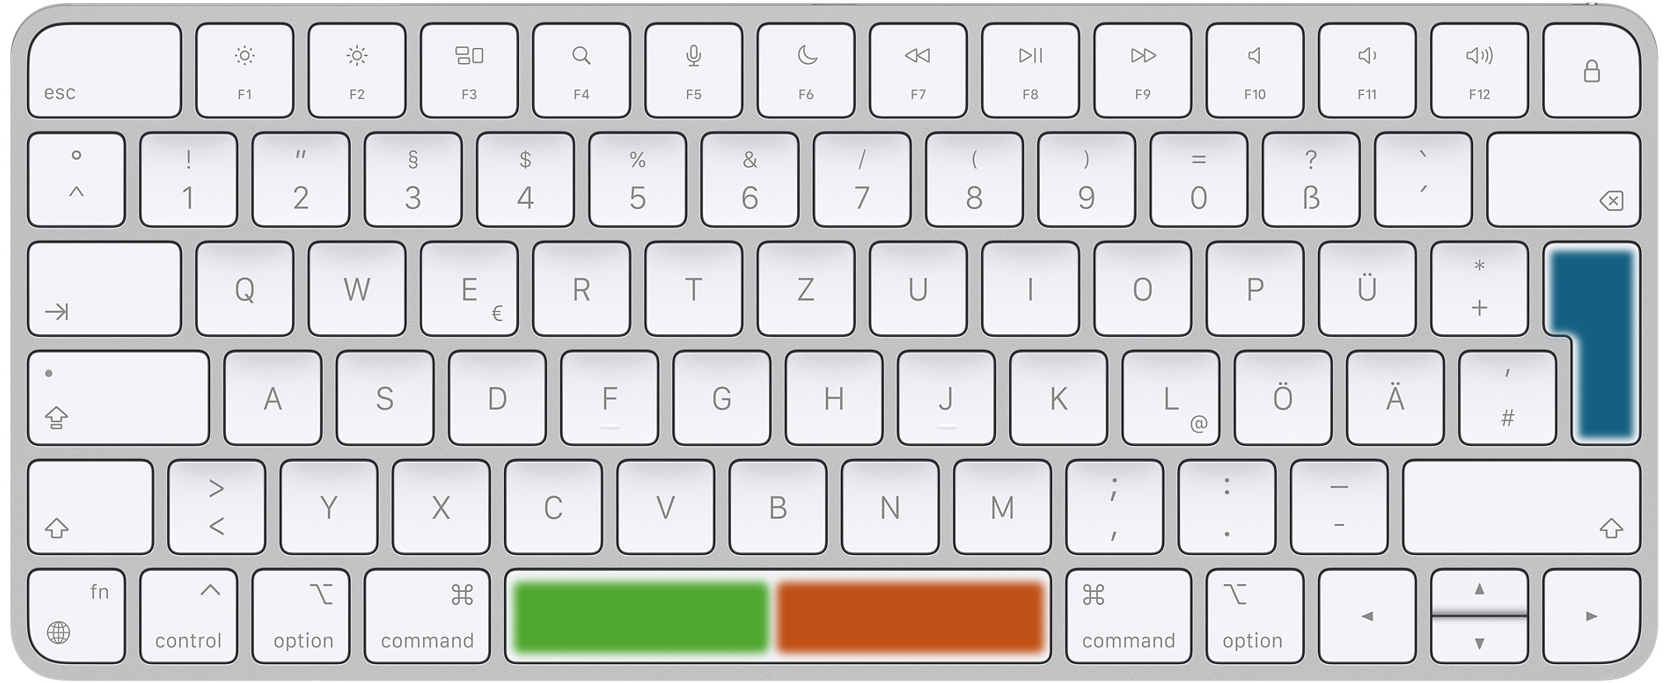 esc F1 F2 F3 F4 F5 F6 F7 F8 F9 F10 F11 F12
° ! " § $ % & / ( ) = ? `
^ 1 2 3 4 5 6 7 8 9 0 ß ´
Q W E € R T Z U I O P Ü * +
A S D F G H J K L @ Ö Ä ' #
> < Y X C V B N M ; , : . _ -
fn ^ ⌥ ⌘ ⌘ ⌥
control option command command option